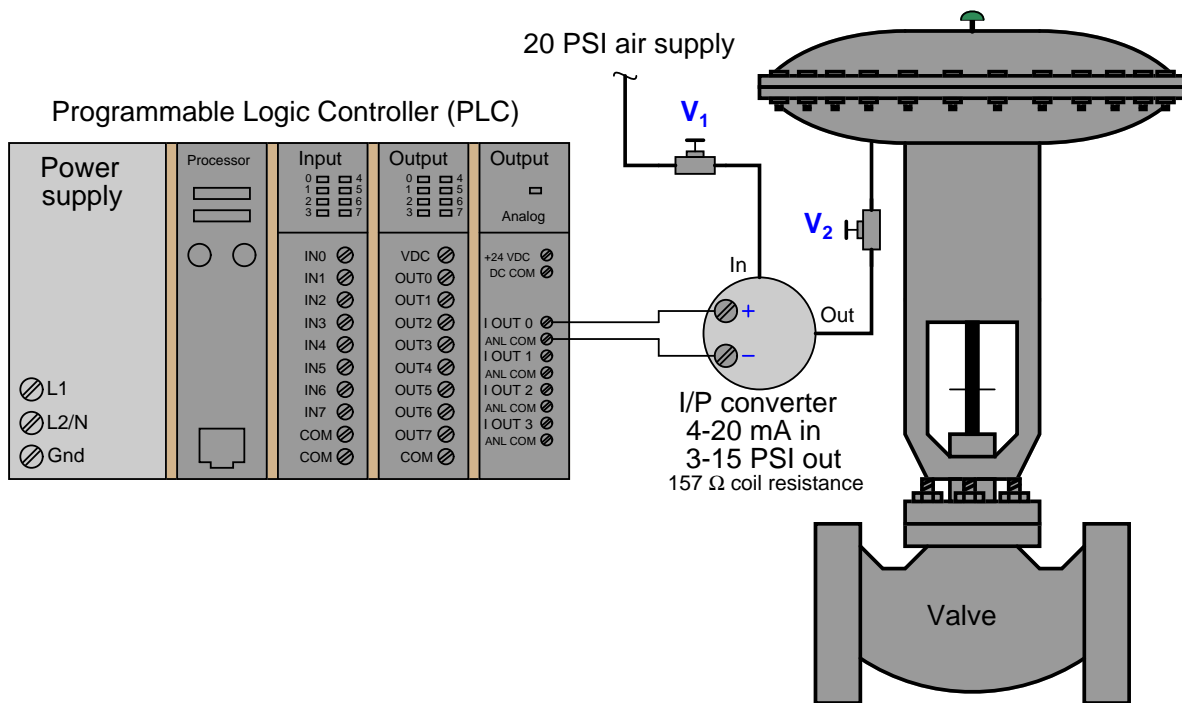 20 PSI air supply
Programmable Logic Controller (PLC)
V1
Power
supply
Processor
Input
0 4
1 5
2 6
3 7
Output
0 4
1 5
2 6
3 7
Output
Analog
IN0
IN1
IN2
IN3
IN4
IN5
IN6
IN7
COM
COM
VDC
OUT0
OUT1
OUT2
OUT3
OUT4
OUT5
OUT6
OUT7
COM
+24 VDC
DC COM
I OUT 0
ANL COM
I OUT 1
ANL COM
I OUT 2
ANL COM
I OUT 3
ANL COM
L1
L2/N
Gnd
V2
In
+
Out
−
I/P converter
4-20 mA in
3-15 PSI out
157 Ω coil resistance
Valve